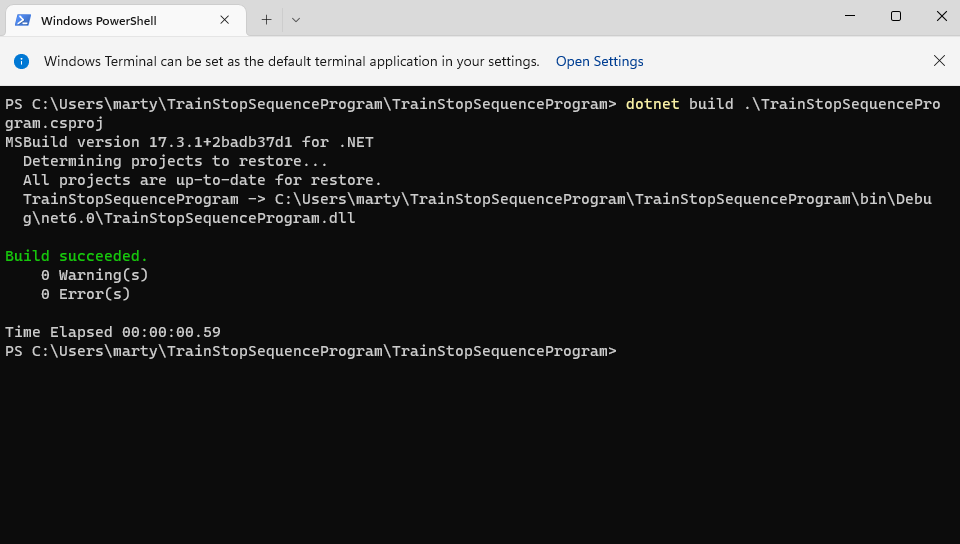 Windows PowerShell
Windows Terminal can be set as the default terminal application in your settings. Open Settings
PS C:\Users\marty\TrainStopSequenceProgram\TrainStopSequenceProgram> dotnet build .\TrainStopSequencePro
gram.csproj
MSBuild version 17.3.1+2badb37d1 for .NET
  Determining projects to restore...
  All projects are up-to-date for restore.
  TrainStopSequenceProgram -> C:\Users\marty\TrainStopSequenceProgram\TrainStopSequenceProgram\bin\Debu
  g\net6.0\TrainStopSequenceProgram.dll

Build succeeded.
    0 Warning(s)
    0 Error(s)

Time Elapsed 00:00:00.59
PS C:\Users\marty\TrainStopSequenceProgram\TrainStopSequenceProgram>